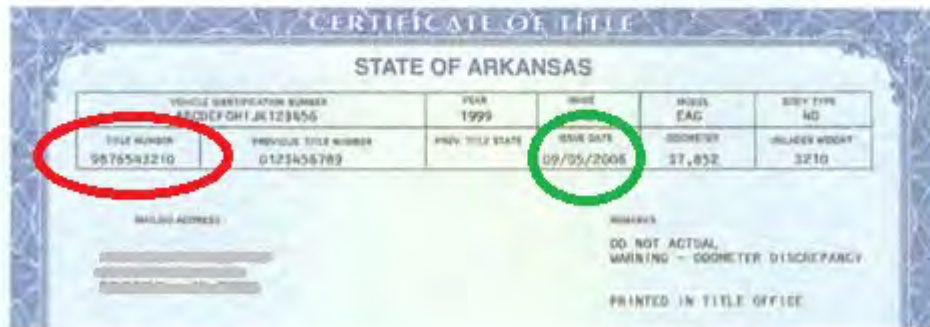 CERTIFICATE OF TITLE
STATE OF ARKANSAS
VEHICLE IDENTIFICATION NUMBER YEAR MAKE MODEL BODY TYPE
ABCDEFGH1JK123456 1999 EAG 4D
TITLE NUMBER PREVIOUS TITLE NUMBER PREV. TITLE STATE ISSUE DATE ODOMETER UNLADEN WEIGHT
9876543210 0123456789 09/05/2006 37,852 3210
MAILING ADDRESS REMARKS
DO NOT ACTUAL
WARNING - ODOMETER DISCREPANCY
PRINTED IN TITLE OFFICE